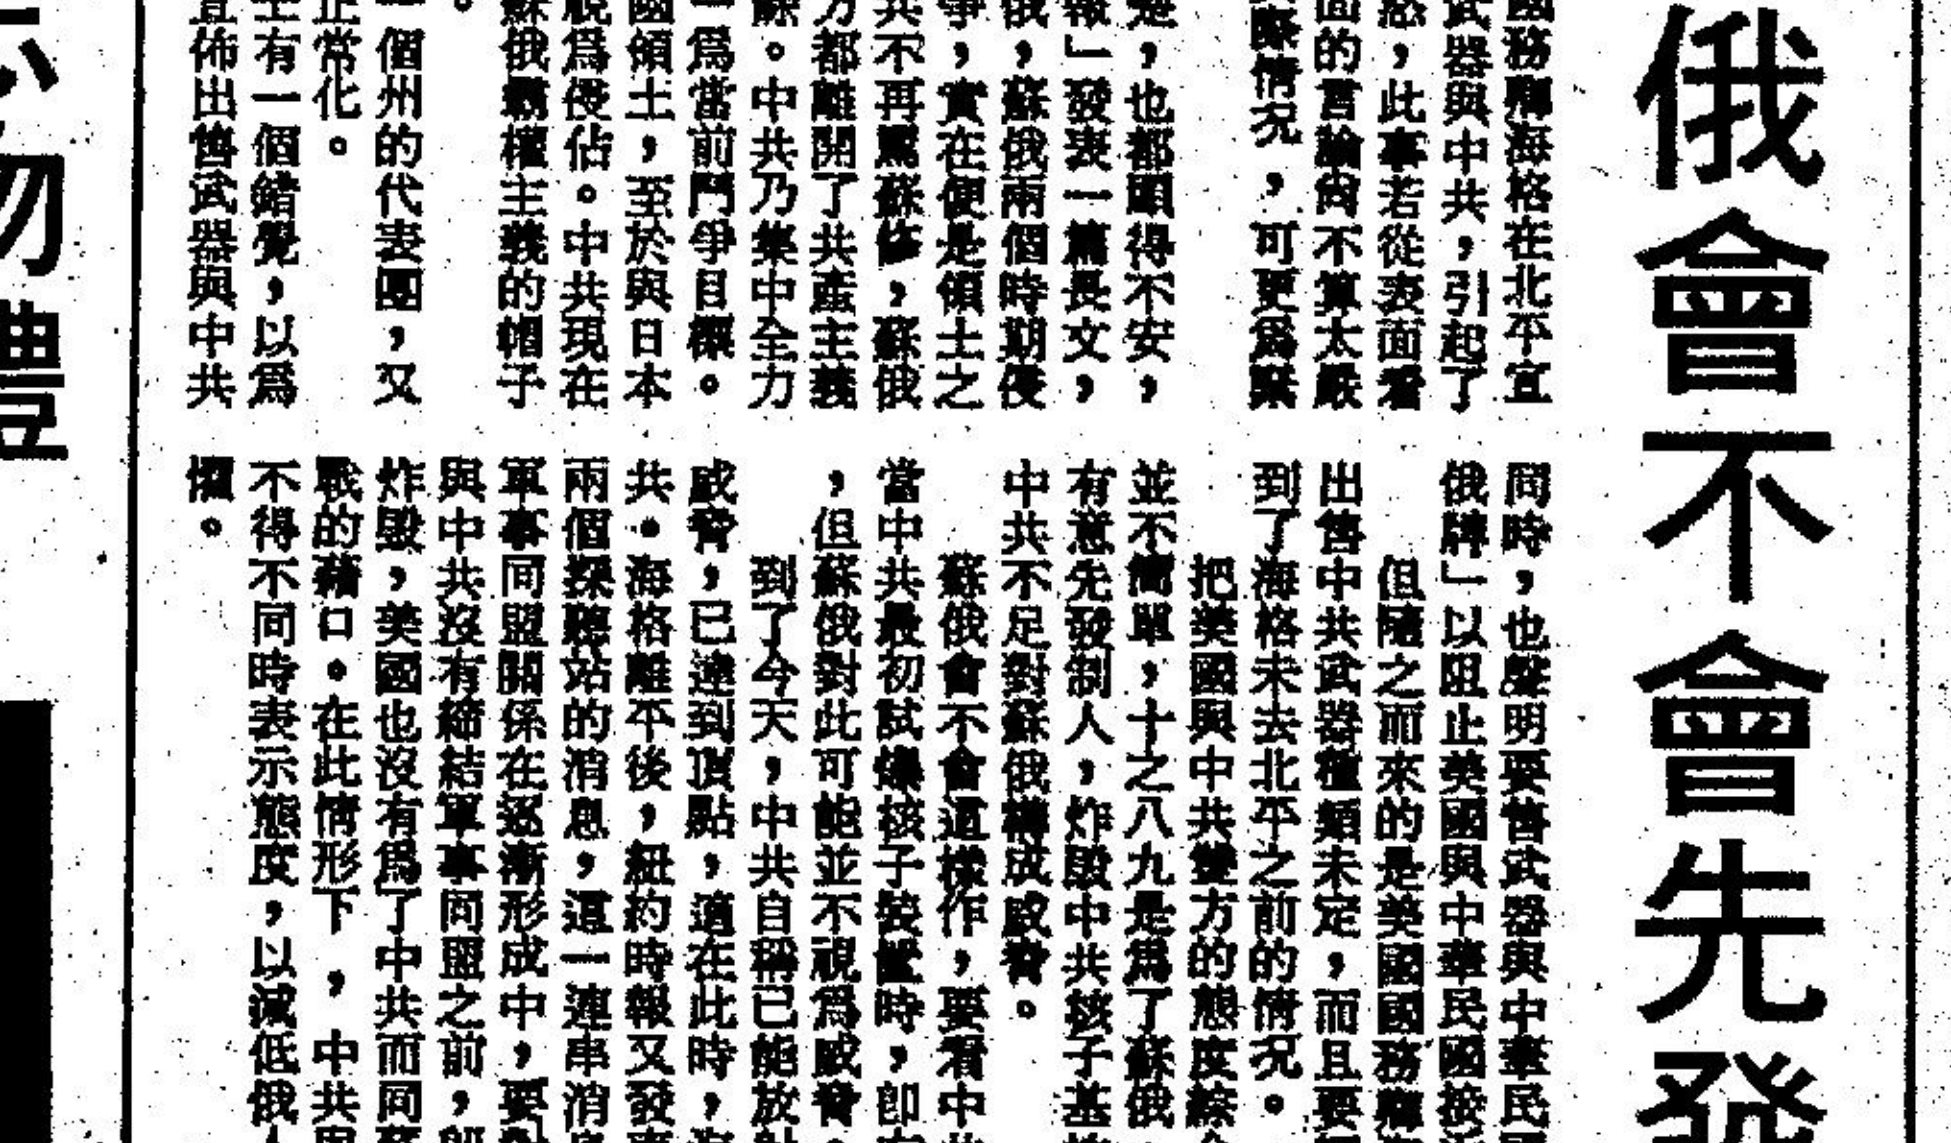 俄會不會先發
國務卿海格在北平宣
武器與中共，引起了
慾，此事若從表面看
面的言論尚不算太嚴
際情況，可更為緊
楚，也都顯得不安，
報」發表一篇長文，
俄，蘇俄兩個時期侵
爭，實在便是領土之
共不再罵蘇修，蘇俄
方都離開了共產主義
蘇。中共乃集中全力
一為當前鬥爭目標。
國領土，至於與日本
視為侵佔。中共現在
蘇俄霸權主義的帽子
。
一個州的代表團，又
正常化。
生有一個錯覺，以為
宣佈出售武器與中共
同時，也聲明要售武器與中華民
俄牌」以阻止美國與中華民國接
但隨之而來的是美國國務
出售中共武器種類未定，而且要
到了海格未去北平之前的情況。
把美國與中共雙方的態度綜
並不簡單，十之八九是為了蘇俄
有意先發制人，炸毀中共核子基
中共不足對蘇俄構成威脅。
蘇俄會不會這樣作，要看中
當中共最初試爆核子裝置時，即
，但蘇俄對此可能並不視為威脅
到了今天，中共自稱已能放
威脅，已達到頂點，適在此時，
共。海格離平後，紐約時報又發
兩個探聽站的消息，這一連串消
軍事同盟關係在逐漸形成中，要
與中共沒有締結軍事同盟之前，
炸毀，美國也沒有為了中共而同
戰的藉口。在此情形下，中共
不得不同時表示態度，以減低俄
懼。
忽
禮